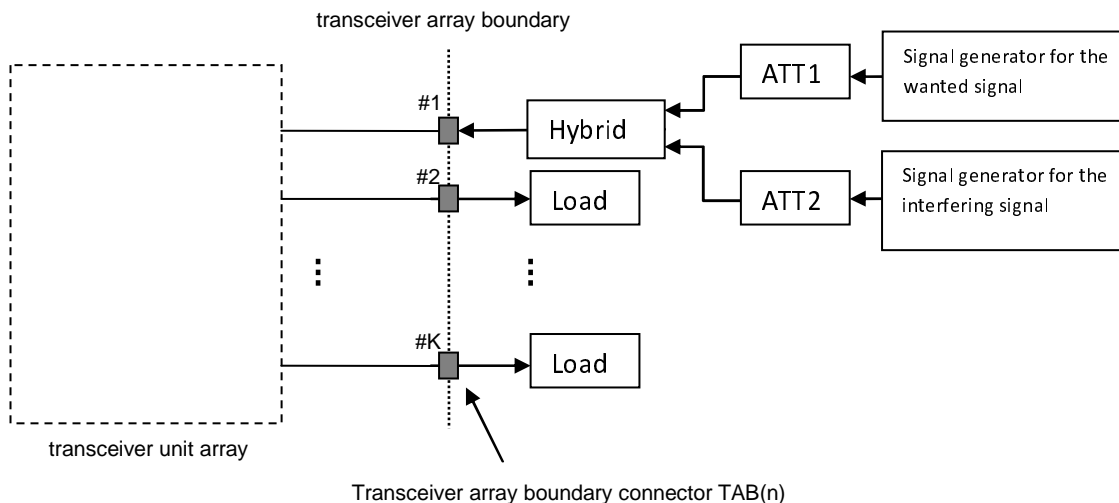 transceiver array boundary
Signal generator for the
wanted signal
ATT1
#1
Hybrid
#2
Load
ATT2
Signal generator for the
interfering signal
#K
Load
transceiver unit array
Transceiver array boundary connector TAB(n)